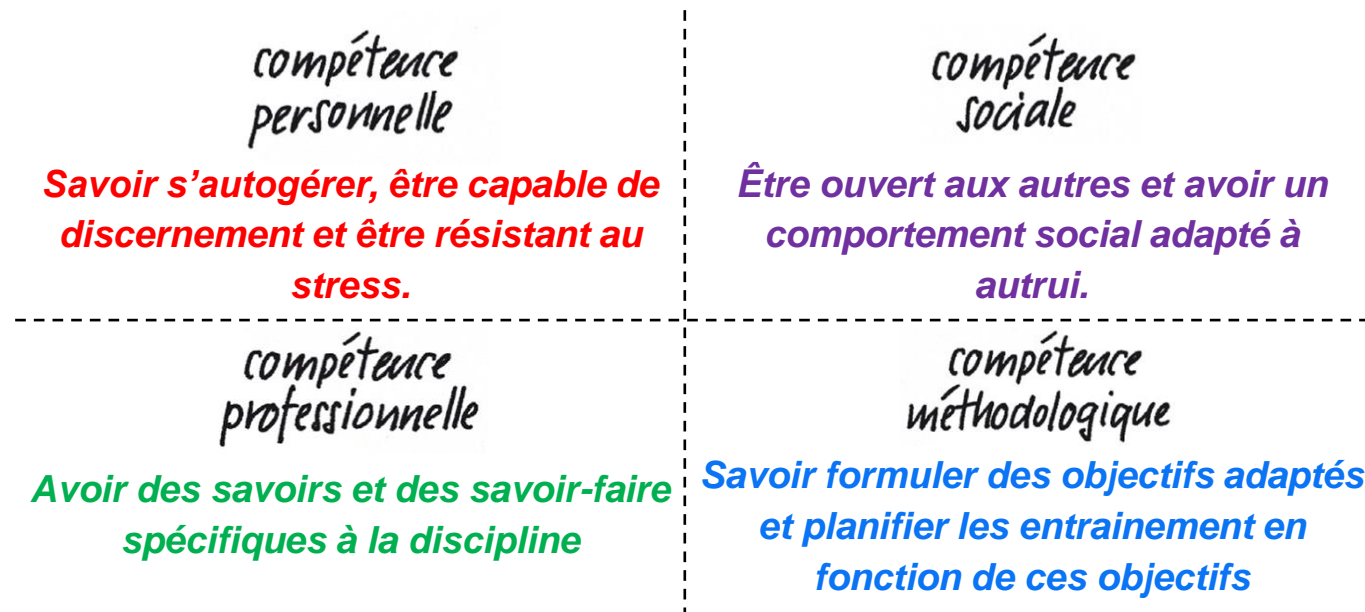 compétence
personnelle
Savoir s’autogérer, être capable de
discernement et être résistant au
stress.
compétence
sociale
Être ouvert aux autres et avoir un
comportement social adapté à
autrui.
compétence
professionnelle
Avoir des savoirs et des savoir-faire
spécifiques à la discipline
compétence
méthodologique
Savoir formuler des objectifs adaptés
et planifier les entrainement en
fonction de ces objectifs